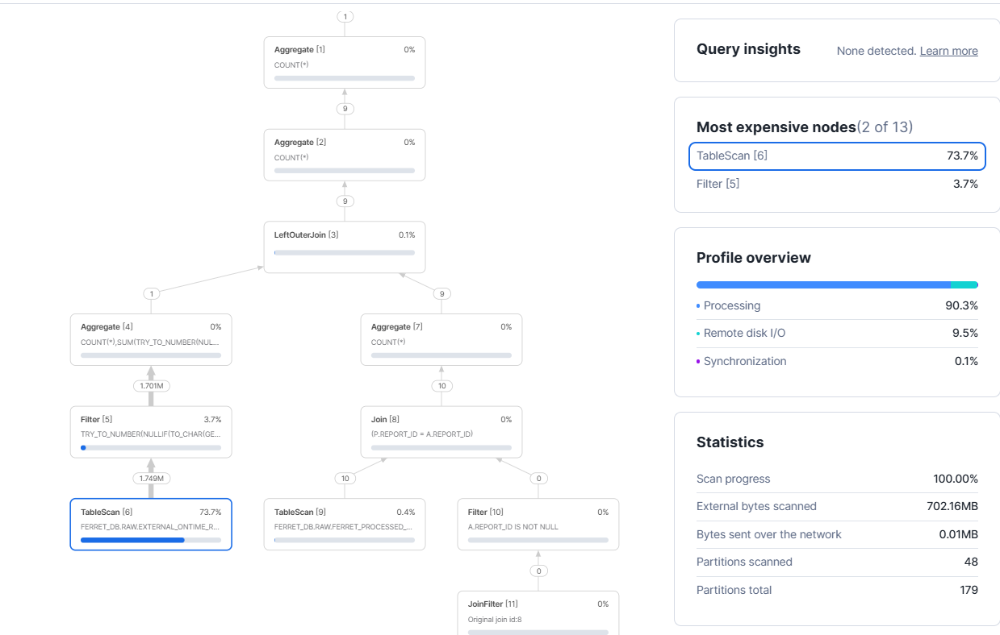 1
Aggregate [1] 0%
COUNT(*)
9
Aggregate [2] 0%
COUNT(*)
9
LeftOuterJoin [3] 0.1%
1
9
Aggregate [4] 0%
COUNT(*),SUM(TRY_TO_NUMBER(NUL...
Aggregate [7] 0%
COUNT(*)
1.701M
10
Filter [5] 3.7%
TRY_TO_NUMBER(NULLIF(TO_CHAR(GE...
Join [8] 0%
(P.REPORT_ID = A.REPORT_ID)
1.749M
10
0
TableScan [6] 73.7%
FERRET_DB.RAW.EXTERNAL_ONTIME_R...
TableScan [9] 0.4%
FERRET_DB.RAW.FERRET_PROCESSED_...
Filter [10] 0%
A.REPORT_ID IS NOT NULL
0
JoinFilter [11] 0%
Original join id:8
Query insights None detected. Learn more
Most expensive nodes(2 of 13)
TableScan [6] 73.7%
Filter [5] 3.7%
Profile overview
Processing 90.3%
Remote disk I/O 9.5%
Synchronization 0.1%
Statistics
Scan progress 100.00%
External bytes scanned 702.16MB
Bytes sent over the network 0.01MB
Partitions scanned 48
Partitions total 179